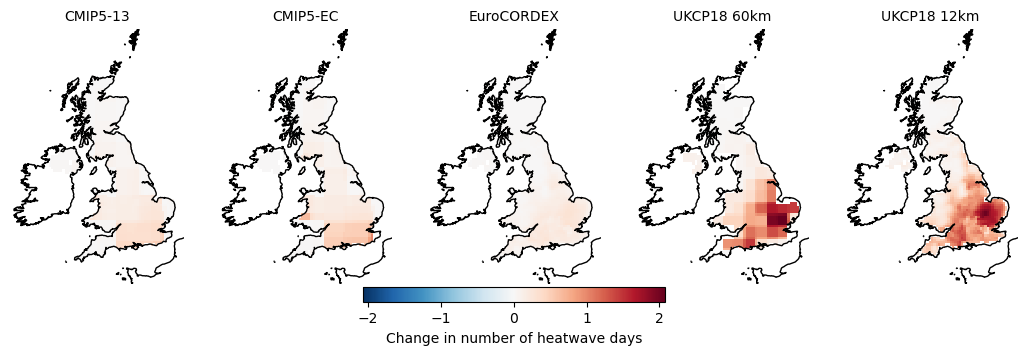 CMIP5-13 CMIP5-EC EuroCORDEX UKCP18 60km UKCP18 12km
−2 −1 0 1 2
Change in number of heatwave days